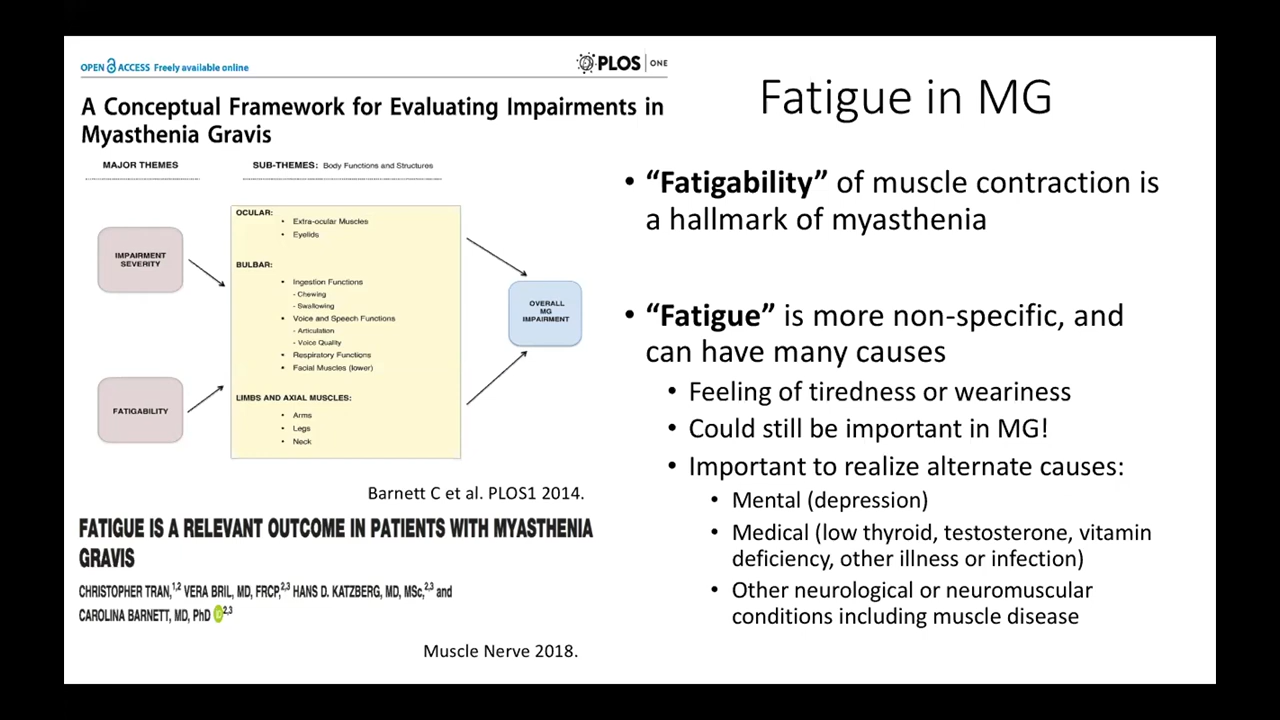 OPEN ACCESS Freely available online
PLOS ONE
A Conceptual Framework for Evaluating Impairments in
Myasthenia Gravis
MAJOR THEMES
SUB-THEMES: Body Functions and Structures
IMPAIRMENT
SEVERITY
FATIGABILITY
OCULAR:
• Extra-ocular Muscles
• Eyelids
BULBAR:
• Ingestion Functions
- Chewing
- Swallowing
• Voice and Speech Functions
- Articulation
- Voice Quality
• Respiratory Functions
• Facial Muscles (lower)
LIMBS AND AXIAL MUSCLES:
• Arms
• Legs
• Neck
OVERALL
MG
IMPAIRMENT
Barnett C et al. PLOS1 2014.
FATIGUE IS A RELEVANT OUTCOME IN PATIENTS WITH MYASTHENIA
GRAVIS
CHRISTOPHER TRAN,1,2 VERA BRIL, MD, FRCP,2,3 HANS D. KATZBERG, MD, MSc,2,3 and
CAROLINA BARNETT, MD, PhD iD 2,3
Muscle Nerve 2018.
Fatigue in MG
• “Fatigability” of muscle contraction is
a hallmark of myasthenia
• “Fatigue” is more non-specific, and
can have many causes
• Feeling of tiredness or weariness
• Could still be important in MG!
• Important to realize alternate causes:
• Mental (depression)
• Medical (low thyroid, testosterone, vitamin
deficiency, other illness or infection)
• Other neurological or neuromuscular
conditions including muscle disease